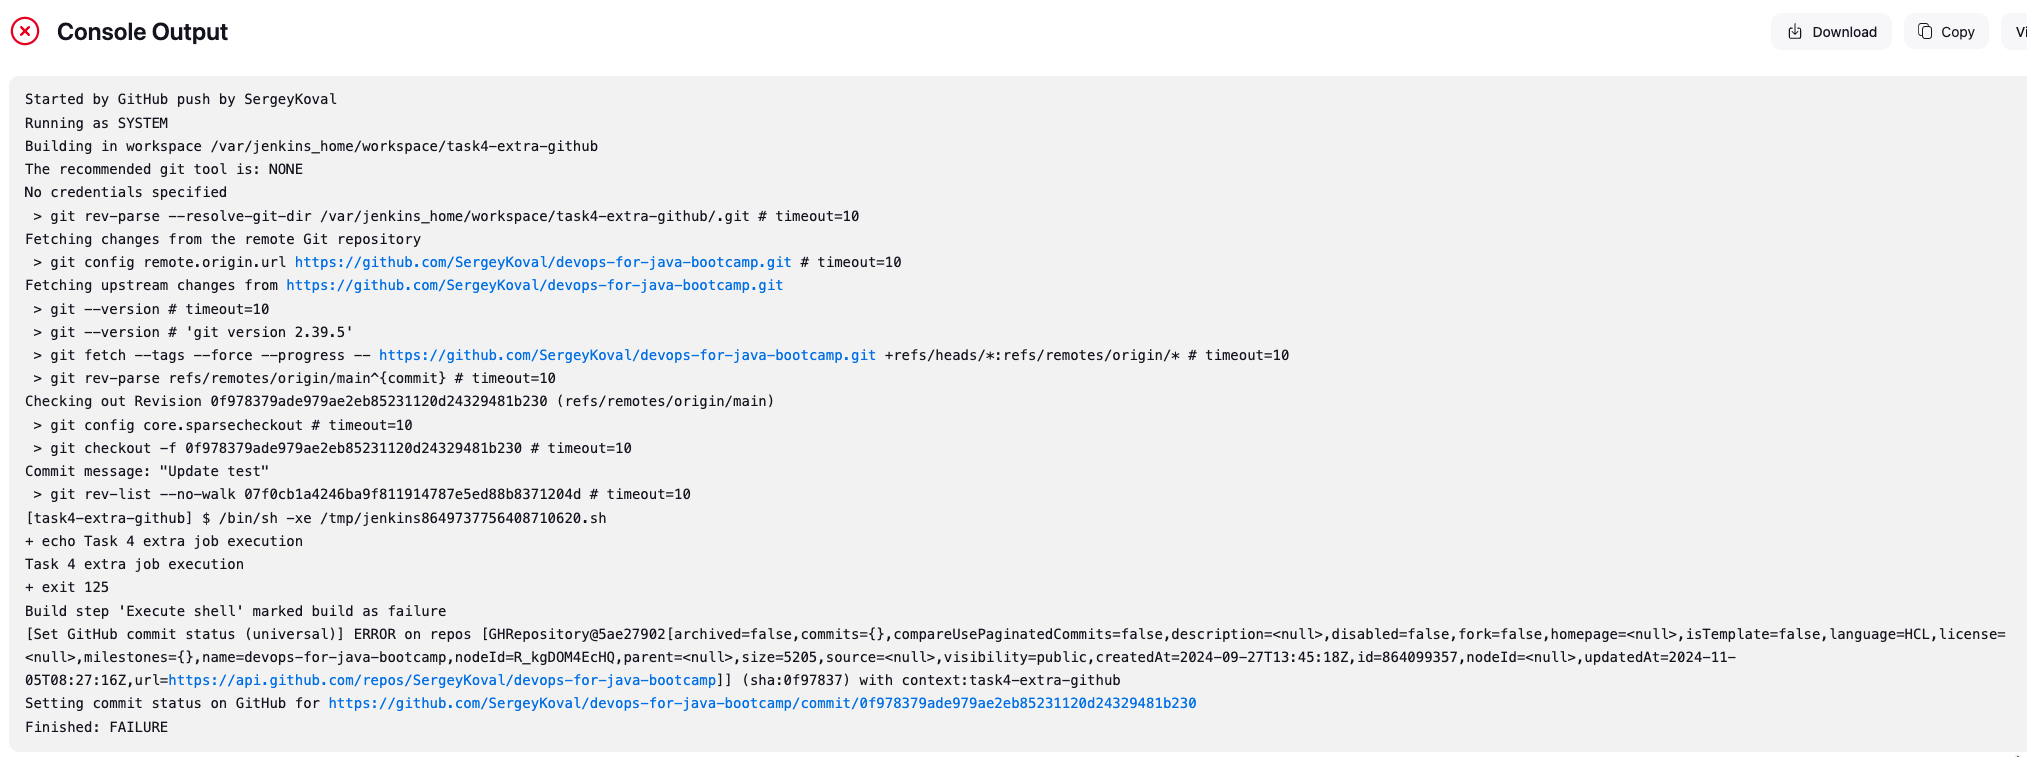 Console Output
Download
Copy
Vi
Started by GitHub push by SergeyKoval
Running as SYSTEM
Building in workspace /var/jenkins_home/workspace/task4-extra-github
The recommended git tool is: NONE
No credentials specified
 > git rev-parse --resolve-git-dir /var/jenkins_home/workspace/task4-extra-github/.git # timeout=10
Fetching changes from the remote Git repository
 > git config remote.origin.url https://github.com/SergeyKoval/devops-for-java-bootcamp.git # timeout=10
Fetching upstream changes from https://github.com/SergeyKoval/devops-for-java-bootcamp.git
 > git --version # timeout=10
 > git --version # 'git version 2.39.5'
 > git fetch --tags --force --progress -- https://github.com/SergeyKoval/devops-for-java-bootcamp.git +refs/heads/*:refs/remotes/origin/* # timeout=10
 > git rev-parse refs/remotes/origin/main^{commit} # timeout=10
Checking out Revision 0f978379ade979ae2eb85231120d24329481b230 (refs/remotes/origin/main)
 > git config core.sparsecheckout # timeout=10
 > git checkout -f 0f978379ade979ae2eb85231120d24329481b230 # timeout=10
Commit message: "Update test"
 > git rev-list --no-walk 07f0cb1a4246ba9f811914787e5ed88b8371204d # timeout=10
[task4-extra-github] $ /bin/sh -xe /tmp/jenkins8649737756408710620.sh
+ echo Task 4 extra job execution
Task 4 extra job execution
+ exit 125
Build step 'Execute shell' marked build as failure
[Set GitHub commit status (universal)] ERROR on repos [GHRepository@5ae27902[archived=false,commits={},compareUsePaginatedCommits=false,description=<null>,disabled=false,fork=false,homepage=<null>,isTemplate=false,language=HCL,license=
<null>,milestones={},name=devops-for-java-bootcamp,nodeId=R_kgDOM4EcHQ,parent=<null>,size=5205,source=<null>,visibility=public,createdAt=2024-09-27T13:45:18Z,id=864099357,nodeId=<null>,updatedAt=2024-11-
05T08:27:16Z,url=https://api.github.com/repos/SergeyKoval/devops-for-java-bootcamp]] (sha:0f97837) with context:task4-extra-github
Setting commit status on GitHub for https://github.com/SergeyKoval/devops-for-java-bootcamp/commit/0f978379ade979ae2eb85231120d24329481b230
Finished: FAILURE